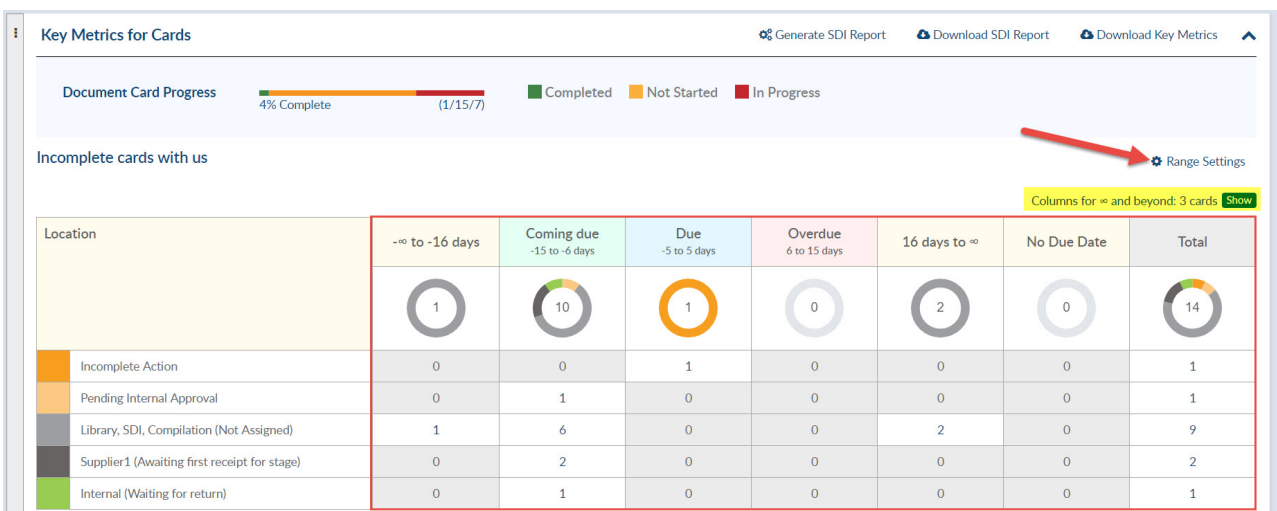 Key Metrics for Cards
Generate SDI Report Download SDI Report Download Key Metrics
Document Card Progress
4% Complete (1/15/7)
Completed Not Started In Progress
Incomplete cards with us
Range Settings
Columns for ∞ and beyond: 3 cards Show
Location -∞ to -16 days Coming due Due Overdue 16 days to ∞ No Due Date Total
-15 to -6 days -5 to 5 days 6 to 15 days
1 10 1 0 2 0 14
Incomplete Action 0 0 1 0 0 0 1
Pending Internal Approval 0 1 0 0 0 0 1
Library, SDI, Compilation (Not Assigned) 1 6 0 0 2 0 9
Supplier1 (Awaiting first receipt for stage) 0 2 0 0 0 0 2
Internal (Waiting for return) 0 1 0 0 0 0 1